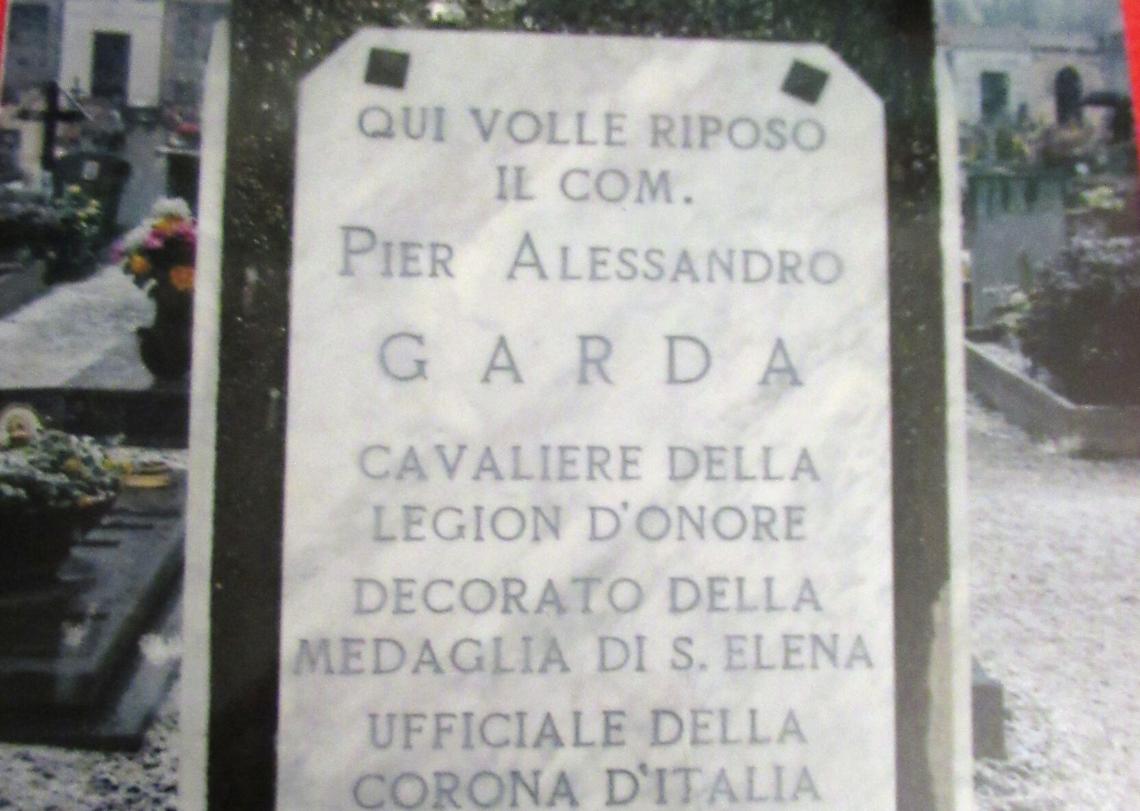 QUI VOLLE RIPOSO
IL COM.
PIER ALESSANDRO
GARDA
CAVALIERE DELLA
LEGION D'ONORE
DECORATO DELLA
MEDAGLIA DI S. ELENA
UFFICIALE DELLA
CORONA D'ITALIA